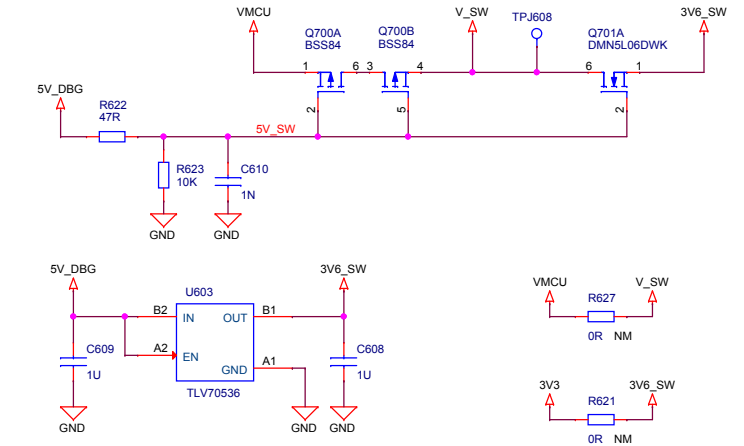 VMCU
V_SW
TPJ608
3V6_SW
Q700A
BSS84
Q700B
BSS84
Q701A
DMN5L06DWK
1
6
3
4
6
1
2
5
2
5V_DBG
R622
47R
5V_SW
R623
10K
C610
1N
GND
GND
5V_DBG
3V6_SW
U603
B2
IN
OUT
B1
A2
EN
GND
A1
TLV70536
C609
1U
C608
1U
GND
GND
GND
VMCU
V_SW
R627
0R
NM
3V3
3V6_SW
R621
0R
NM